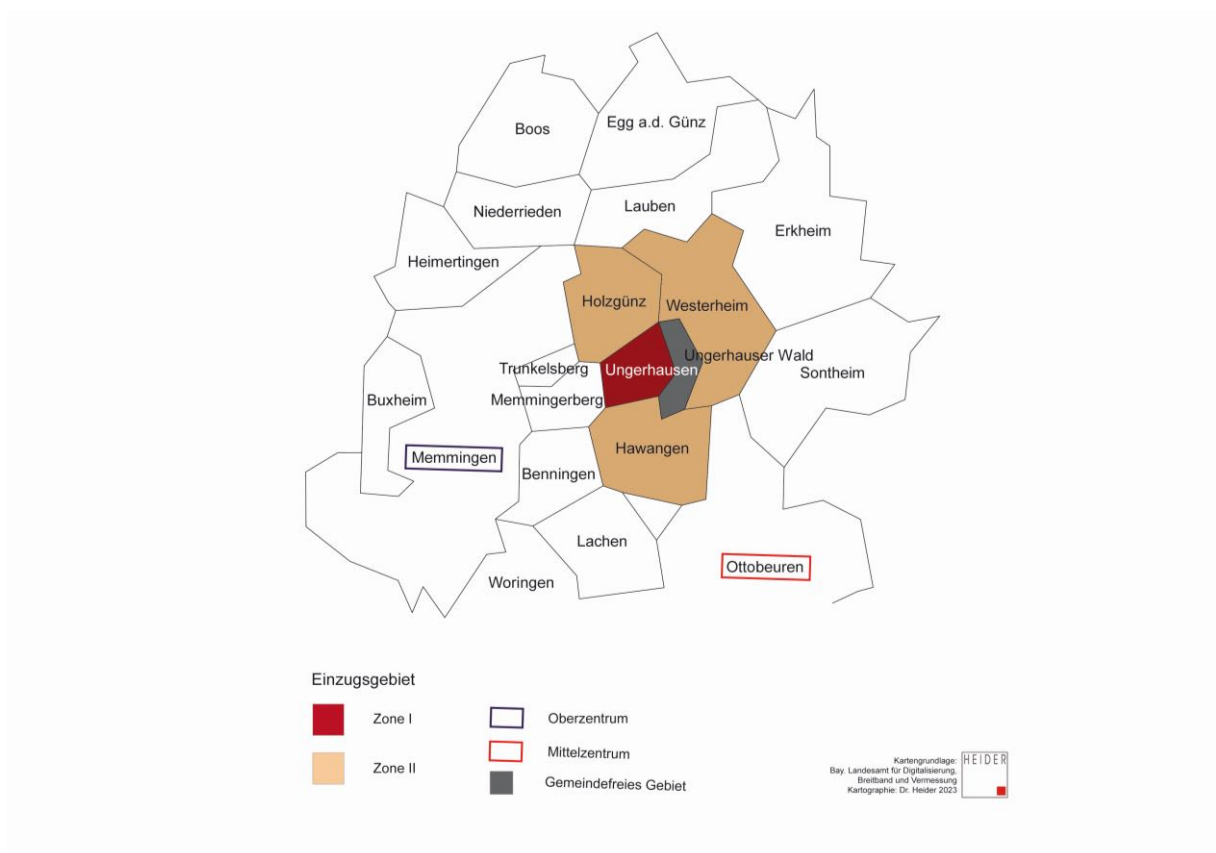 Boos
Egg a.d. Günz
Niederrieden
Lauben
Erkheim
Heimertingen
Holzgünz
Westerheim
Ungerhauser Wald
Trunkelsberg
Ungerhausen
Sontheim
Buxheim
Memmingerberg
Hawangen
Memmingen
Benningen
Lachen
Ottobeuren
Woringen
Einzugsgebiet
Zone I
Zone II
Oberzentrum
Mittelzentrum
Gemeindefreies Gebiet
Kartengrundlage:
Bay. Landesamt für Digitalisierung,
Breitband und Vermessung
Kartographie: Dr. Heider 2023
HEIDER